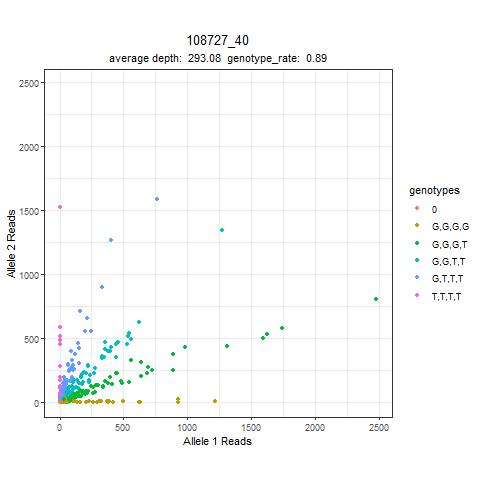 108727_40
average depth:  293.08  genotype_rate:  0.89
2500
2000
1500
1000
500
0
Allele 2 Reads
0
500
1000
1500
2000
2500
Allele 1 Reads
genotypes
0
G,G,G,G
G,G,G,T
G,G,T,T
G,T,T,T
T,T,T,T